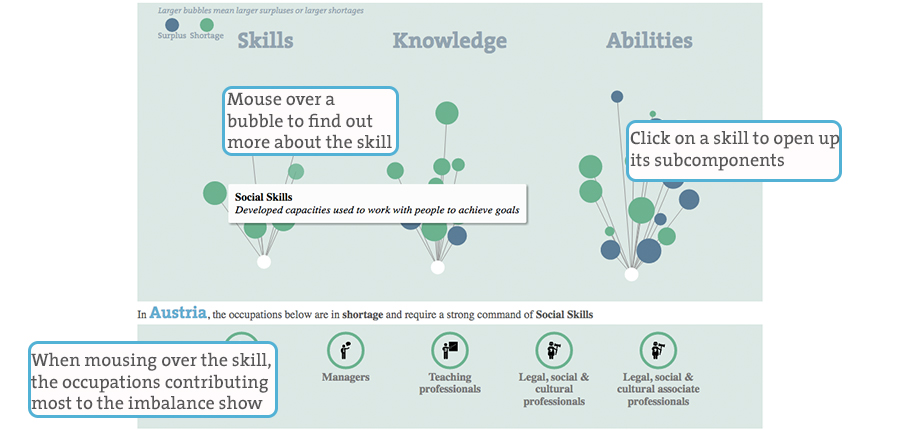 Larger bubbles mean larger surpluses or larger shortages
Surplus Shortage
Skills
Knowledge
Abilities
Mouse over a
bubble to find out
more about the skill
Click on a skill to open up
its subcomponents
Social Skills
Developed capacities used to work with people to achieve goals
In Austria, the occupations below are in shortage and require a strong command of Social Skills
When mousing over the skill,
the occupations contributing
most to the imbalance show
Managers
Teaching
professionals
Legal, social &
cultural
professionals
Legal, social &
cultural associate
professionals